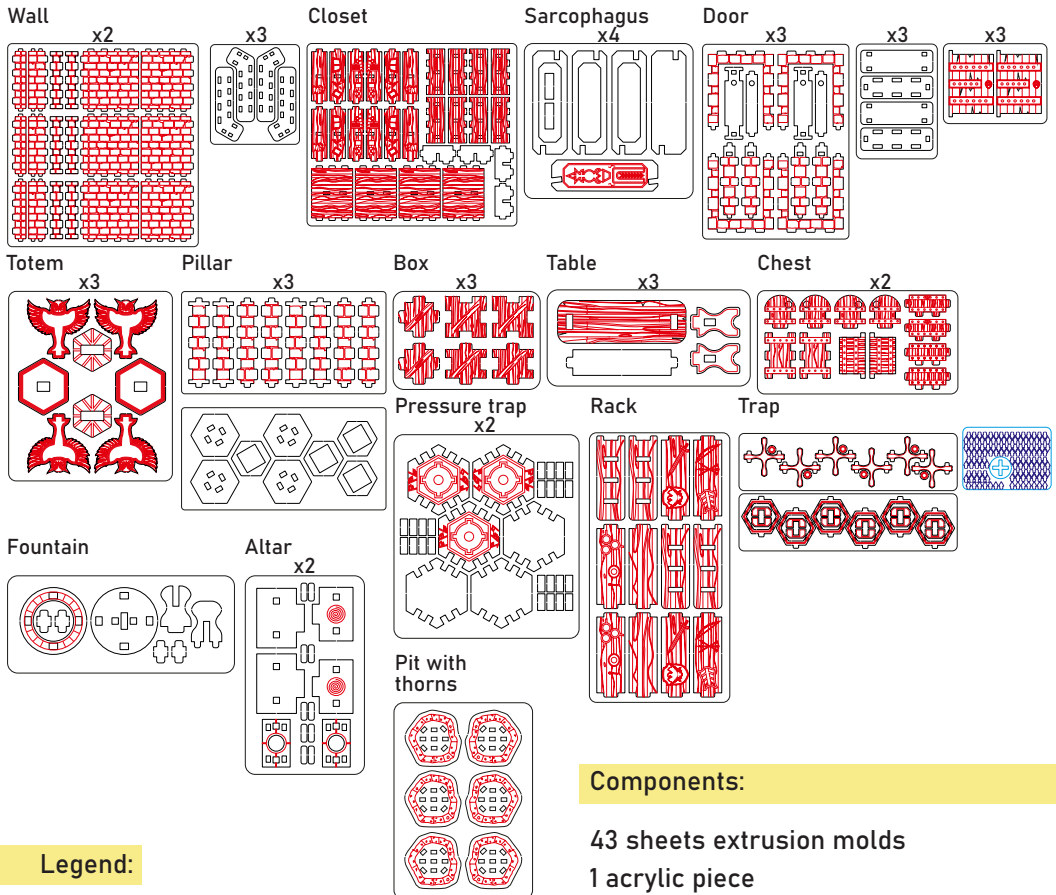 Wall
x2
x3
Closet
Sarcophagus
x4
Door
x3
x3
x3
Totem
x3
Pillar
x3
Box
x3
Table
x3
Chest
x2
Pressure trap
x2
Rack
Trap
Fountain
Altar
x2
Pit with
thorns
Components:
43 sheets extrusion molds
1 acrylic piece
Legend: